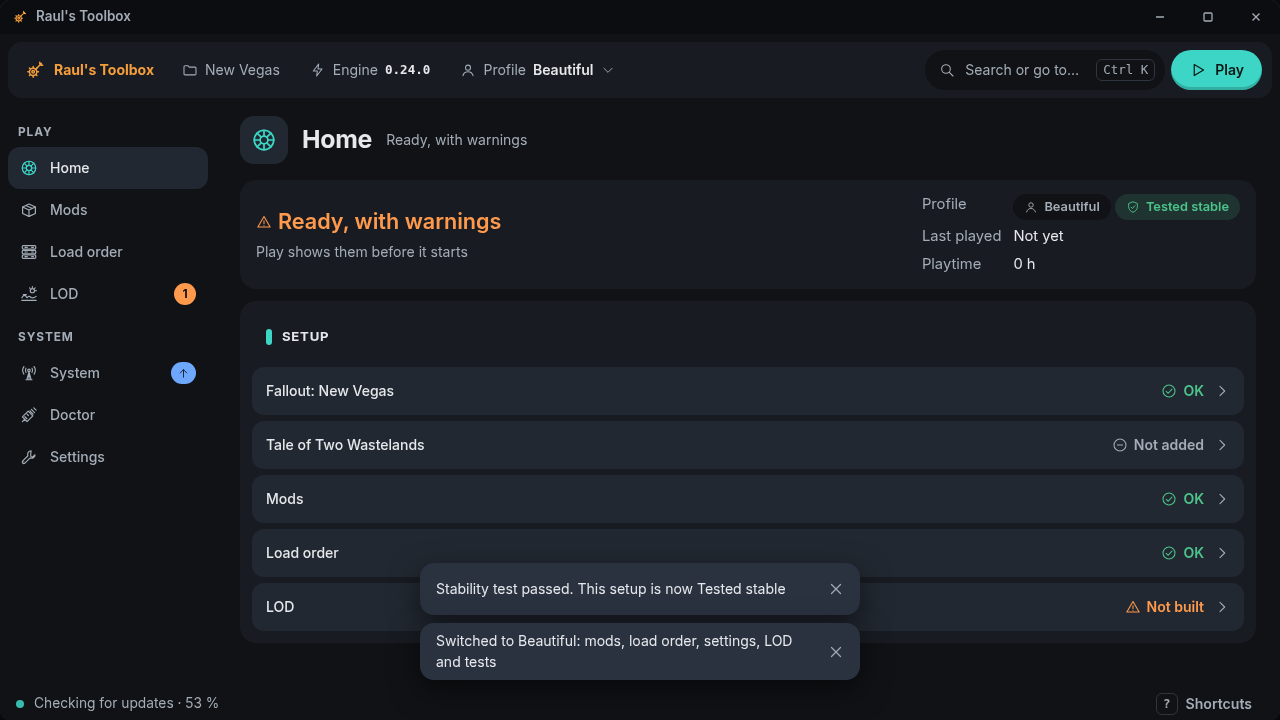 Raul's Toolbox
Raul's Toolbox
New Vegas
Engine 0.24.0
Profile Beautiful
Search or go to...
Ctrl K
Play
PLAY
Home
Mods
Load order
LOD
1
SYSTEM
System
Doctor
Settings
Home
Ready, with warnings
Ready, with warnings
Play shows them before it starts
Profile
Beautiful
Tested stable
Last played Not yet
Playtime 0 h
SETUP
Fallout: New Vegas
OK
Tale of Two Wastelands
Not added
Mods
OK
Load order
OK
LOD
Not built
Stability test passed. This setup is now Tested stable
Switched to Beautiful: mods, load order, settings, LOD
and tests
Checking for updates · 53 %
? Shortcuts